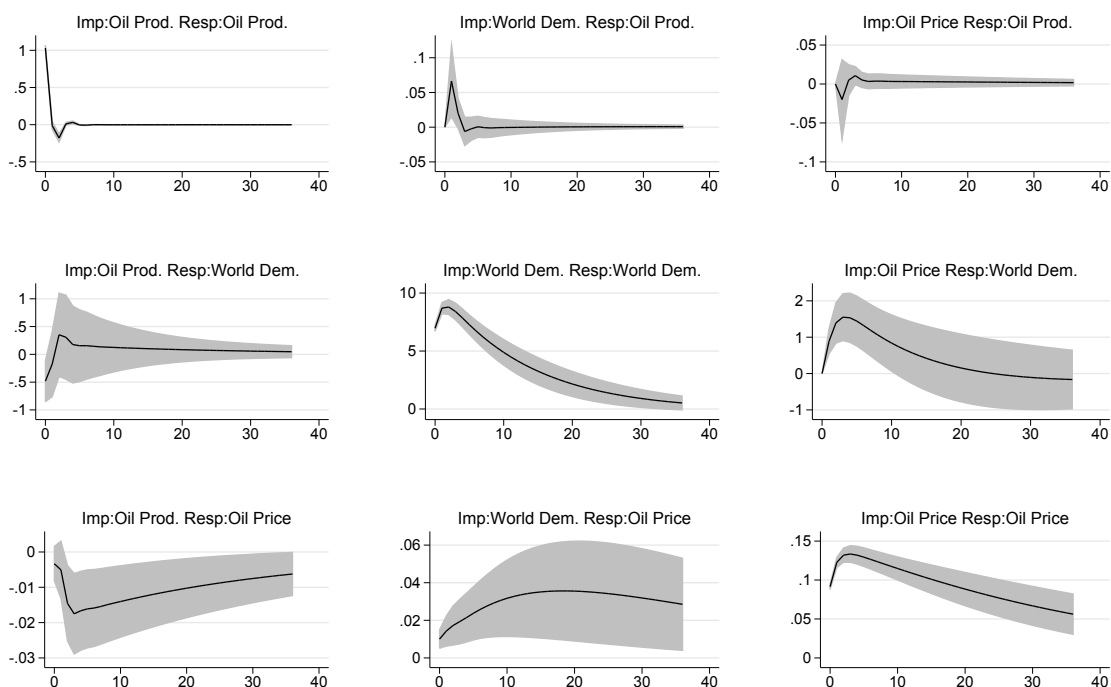 Imp:Oil Prod. Resp:Oil Prod.
1
.5
0
-.5
0 10 20 30 40
Imp:World Dem. Resp:Oil Prod.
.1
.05
0
-.05
0 10 20 30 40
Imp:Oil Price Resp:Oil Prod.
.05
0
-.05
-.1
0 10 20 30 40
Imp:Oil Prod. Resp:World Dem.
1
.5
0
-.5
-1
0 10 20 30 40
Imp:World Dem. Resp:World Dem.
10
5
0
0 10 20 30 40
Imp:Oil Price Resp:World Dem.
2
1
0
-1
0 10 20 30 40
Imp:Oil Prod. Resp:Oil Price
0
-.01
-.02
-.03
0 10 20 30 40
Imp:World Dem. Resp:Oil Price
.06
.04
.02
0
0 10 20 30 40
Imp:Oil Price Resp:Oil Price
.15
.1
.05
0
0 10 20 30 40